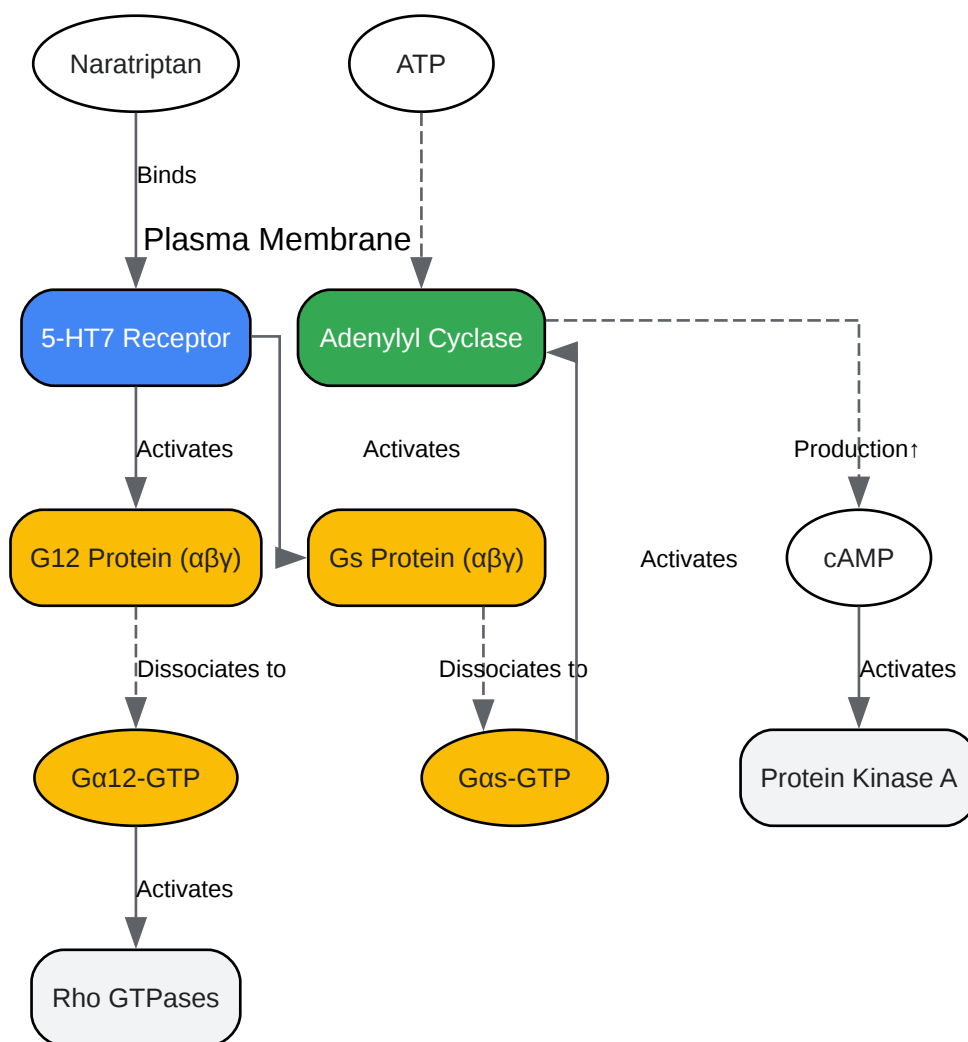 Naratriptan
ATP
Binds
Plasma Membrane
5-HT7 Receptor
Adenylyl Cyclase
Activates
Activates
Production↑
G12 Protein (αβγ)
Gs Protein (αβγ)
Activates
cAMP
Dissociates to
Dissociates to
Activates
Gα12-GTP
Gαs-GTP
Protein Kinase A
Activates
Rho GTPases